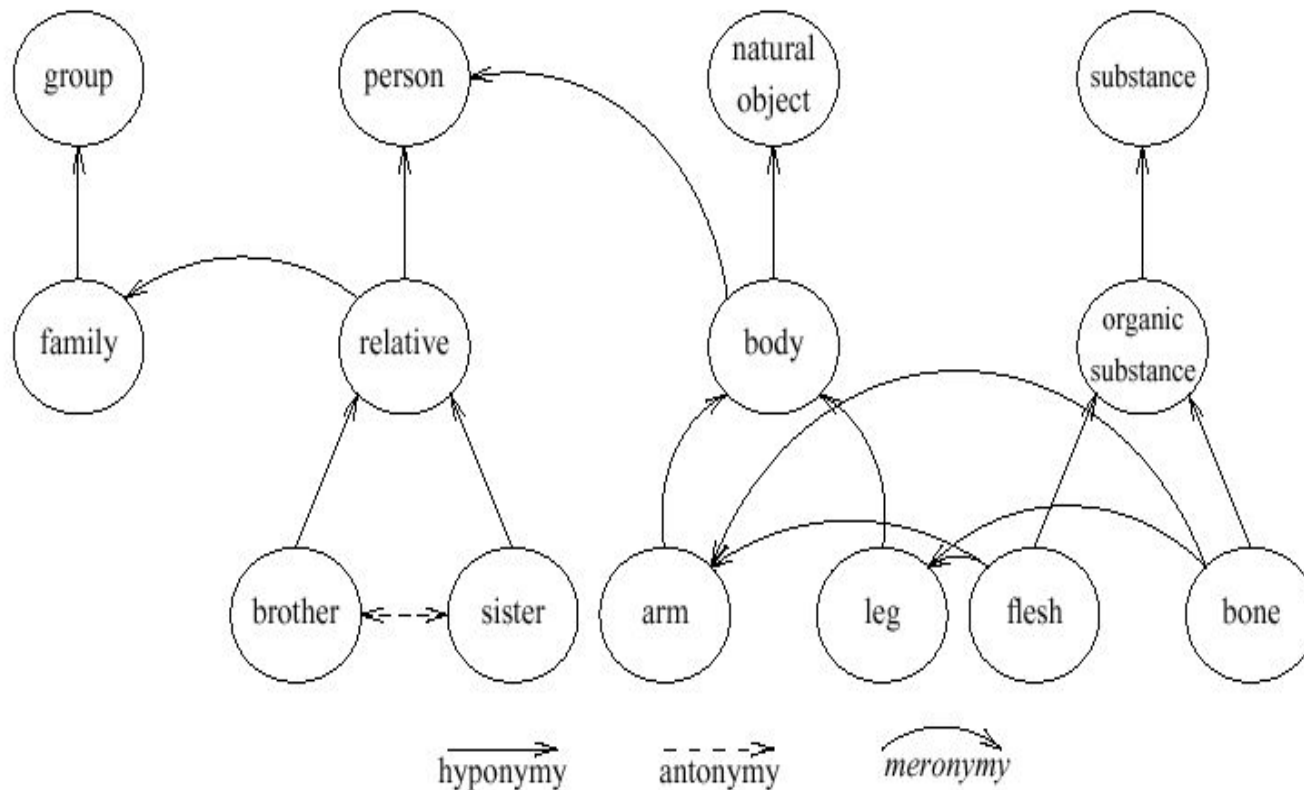 group
person
natural
object
substance
family
relative
body
organic
substance
brother
sister
arm
leg
flesh
bone
hyponymy
antonymy
meronymy